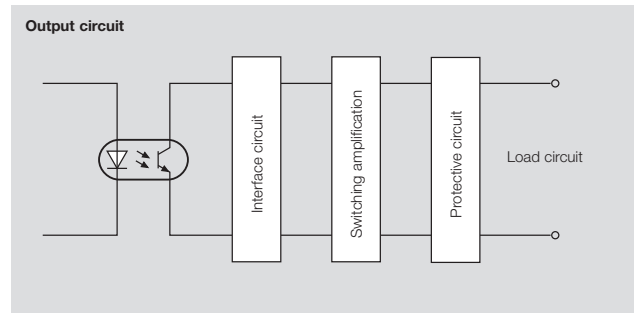 Output circuit
Interface circuit
Switching amplification
Protective circuit
Load circuit